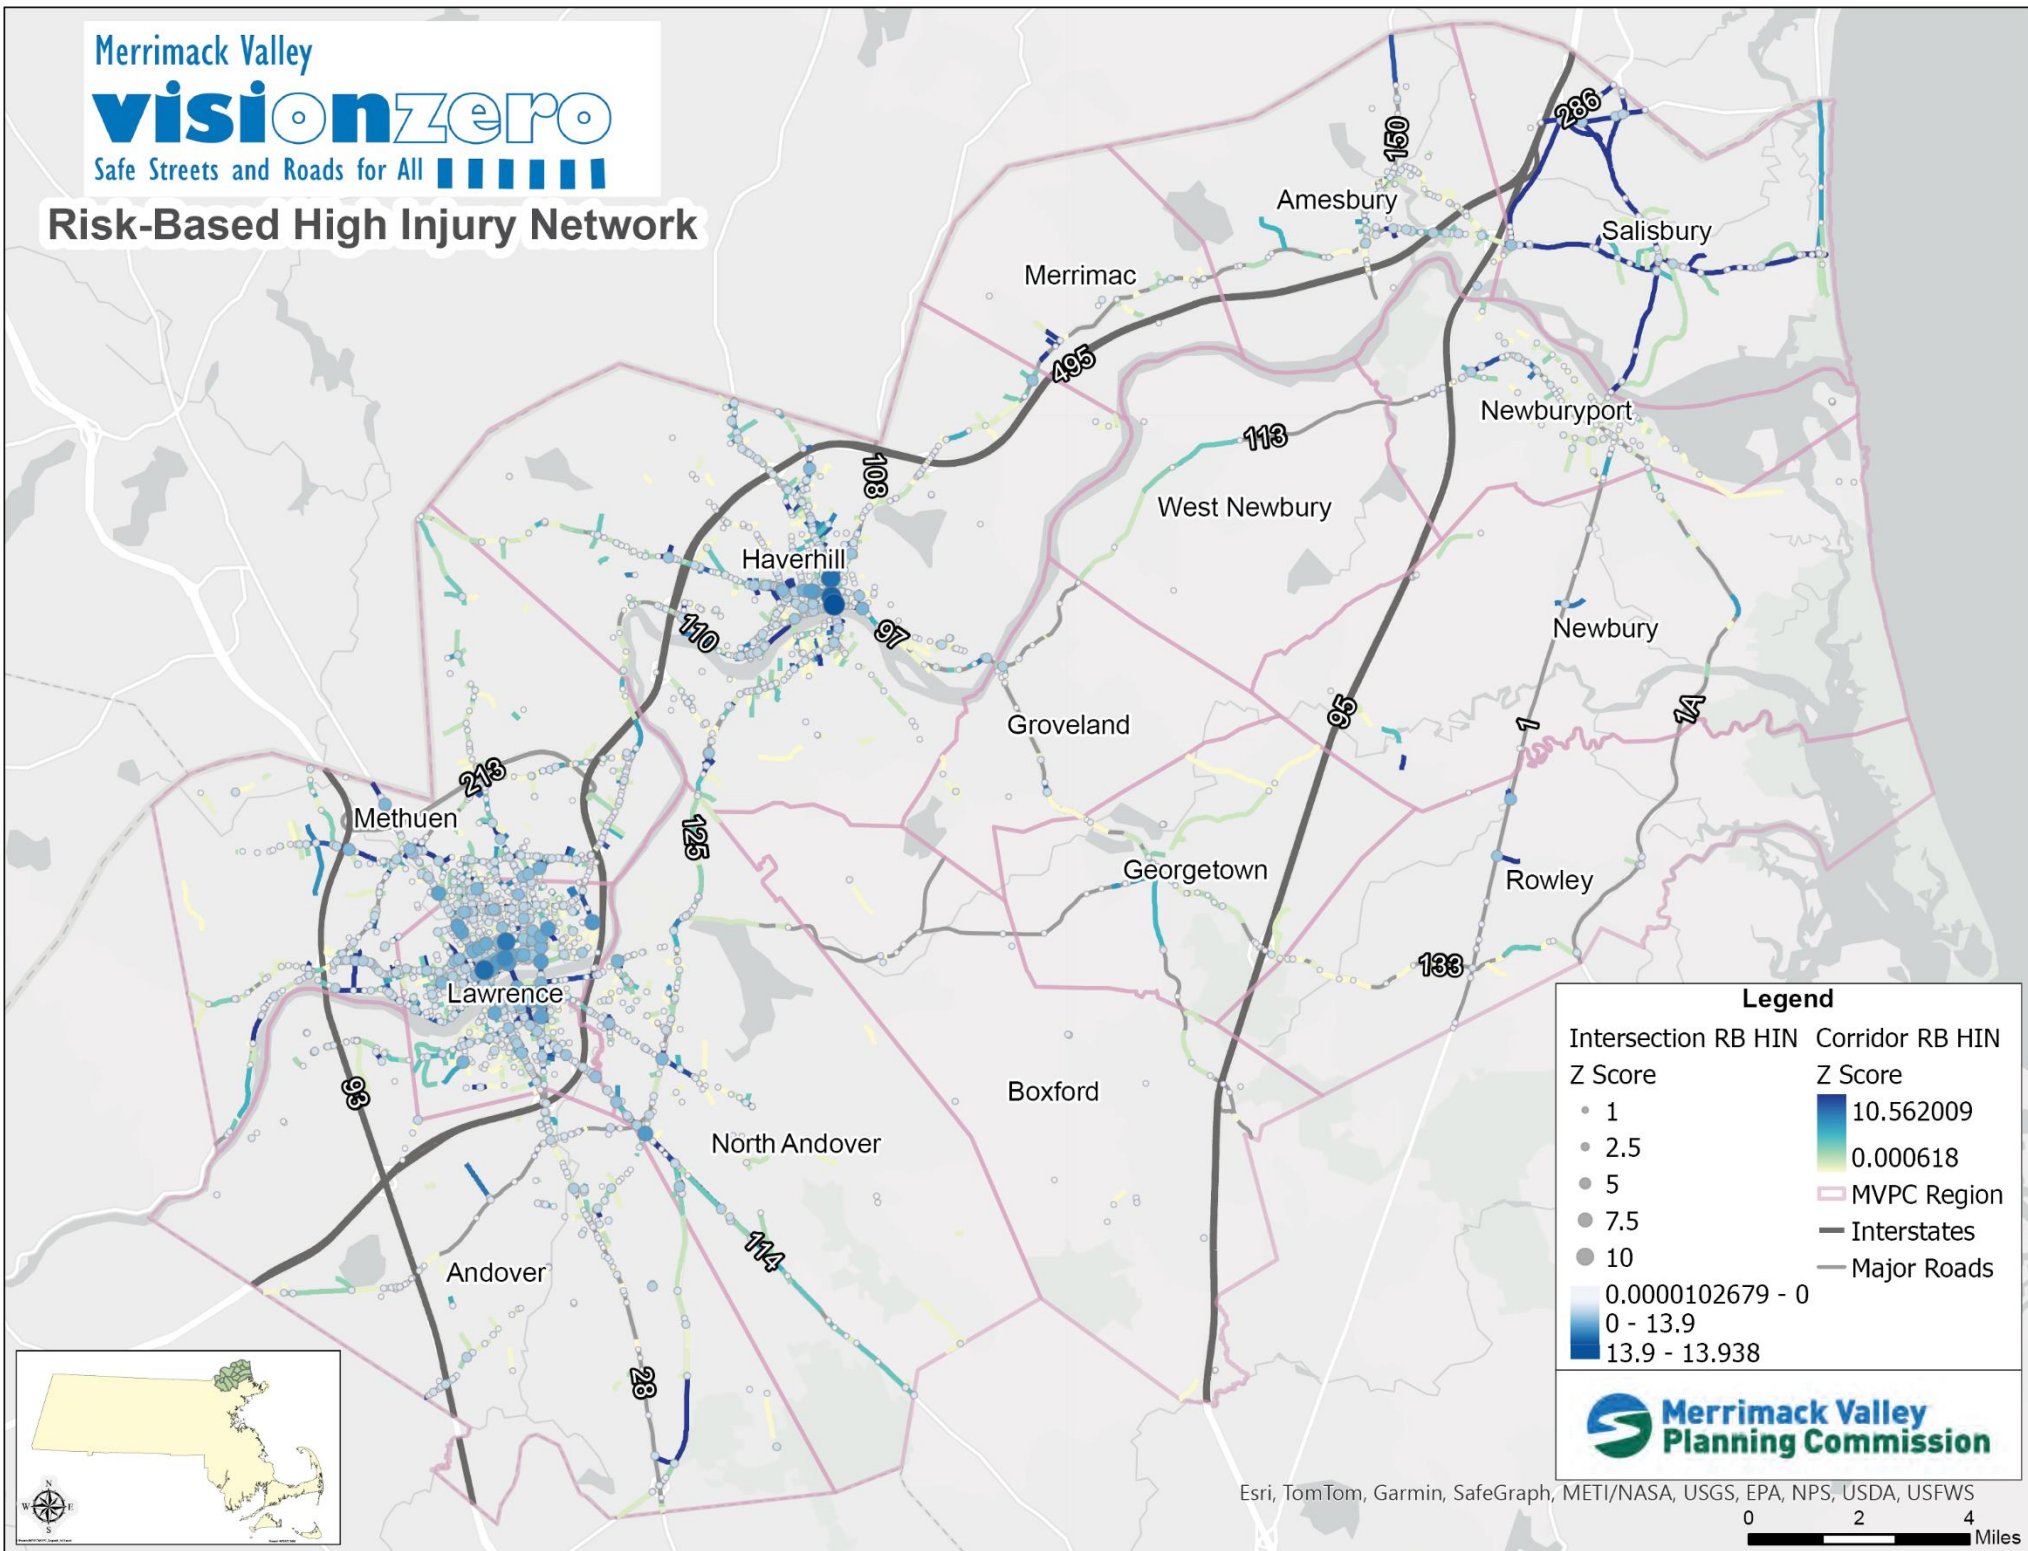 Merrimack Valley
visionzero
Safe Streets and Roads for All
Risk-Based High Injury Network
286
150
Amesbury
Salisbury
Merrimac
495
Newburyport
113
108
West Newbury
Haverhill
110
97
Newbury
95
1
1A
Groveland
213
Methuen
125
Georgetown
Rowley
133
Lawrence
93
Boxford
North Andover
114
Andover
28
Legend
Intersection RB HIN
Z Score
1
2.5
5
7.5
10
0.0000102679 - 0
0 - 13.9
13.9 - 13.938
Corridor RB HIN
Z Score
10.562009
0.000618
MVPC Region
Interstates
Major Roads
Merrimack Valley
Planning Commission
Esri, TomTom, Garmin, SafeGraph, METI/NASA, USGS, EPA, NPS, USDA, USFWS
0 2 4
Miles
N
W E
S